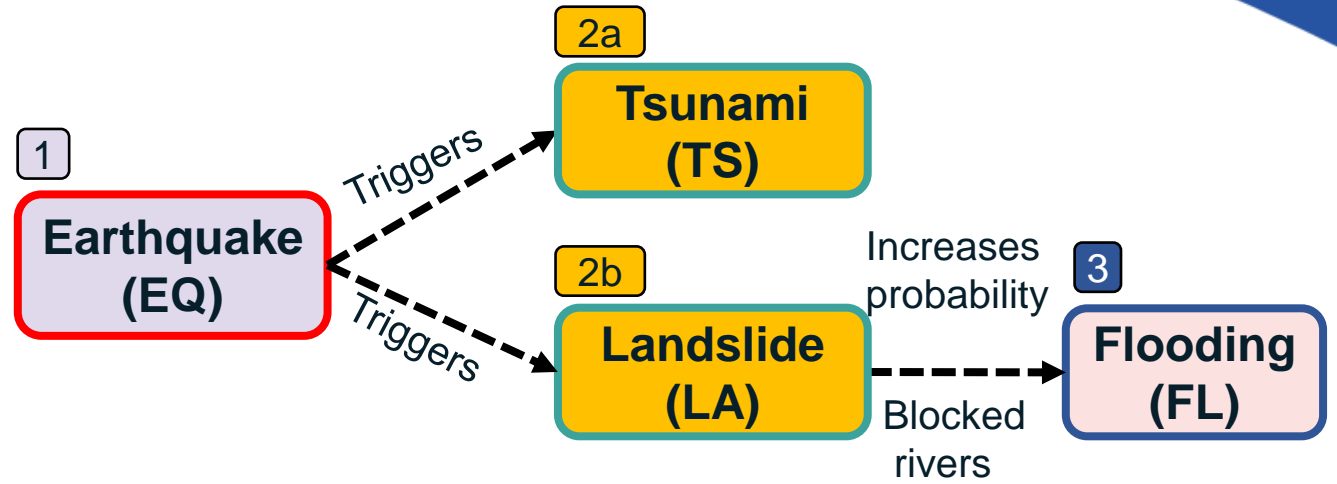 1
Earthquake
(EQ)
Triggers
Triggers
2a
Tsunami
(TS)
2b
Landslide
(LA)
Increases
probability
Blocked
rivers
3
Flooding
(FL)